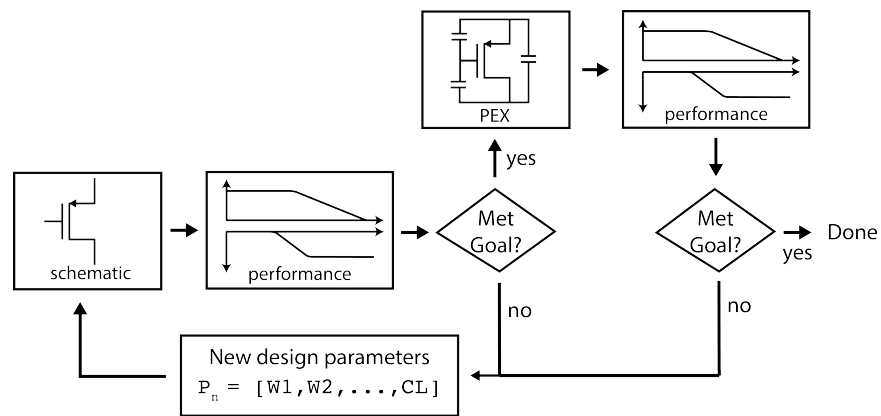 PEX
performance
yes
schematic
performance
Met
Goal?
Met
Goal?
yes
Done
no
no
New design parameters
Pn = [W1,W2,...,CL]